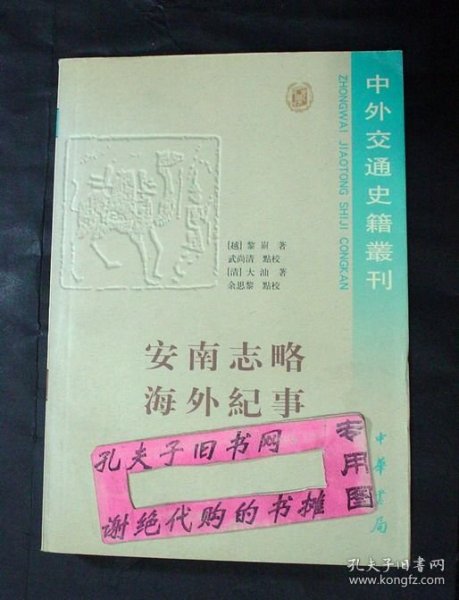 中外交通史籍叢刊
ZHONGWAI JIAOTONG SHIJI CONGKAN
[越] 黎崱 著
武尚清 點校
[清] 大汕 著
余思黎 點校
安南志略
海外紀事
中華書局
孔夫子旧书网
谢绝代购的书摊
专用图
孔夫子旧书网
www.kongfz.com